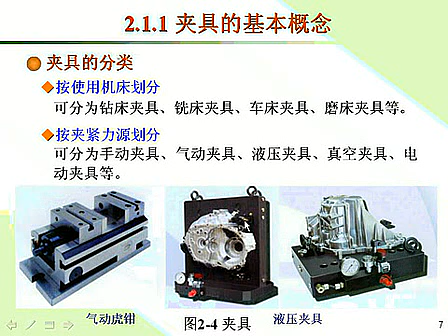 2.1.1 夹具的基本概念
夹具的分类
按使用机床划分
可分为钻床夹具、铣床夹具、车床夹具、磨床夹具等。
按夹紧力源划分
可分为手动夹具、气动夹具、液压夹具、真空夹具、电
动夹具等。
气动虎钳
图2-4 夹具
液压夹具
7